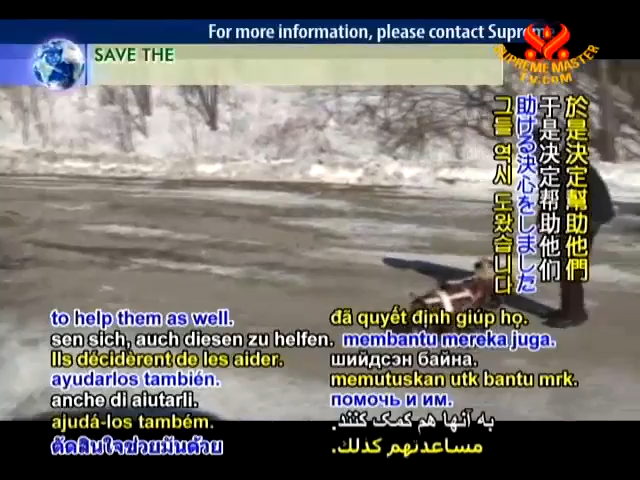 For more information, please contact Supreme
SAVE THE
SUPREME MASTER
TV.COM
於是決定幫助他們
于是决定帮助他们
助ける決心をしました
그들 역시 도왔습니다
to help them as well.
sen sich, auch diesen zu helfen.
Ils décidèrent de les aider.
ayudarlos también.
anche di aiutarli.
ajudá-los também.
ตัดสินใจช่วยมันด้วย
đã quyết định giúp họ.
membantu mereka juga.
шийдсэн байна.
memutuskan utk bantu mrk.
помочь и им.
به آنها هم کمک کنند.
مساعدتهم كذلك.